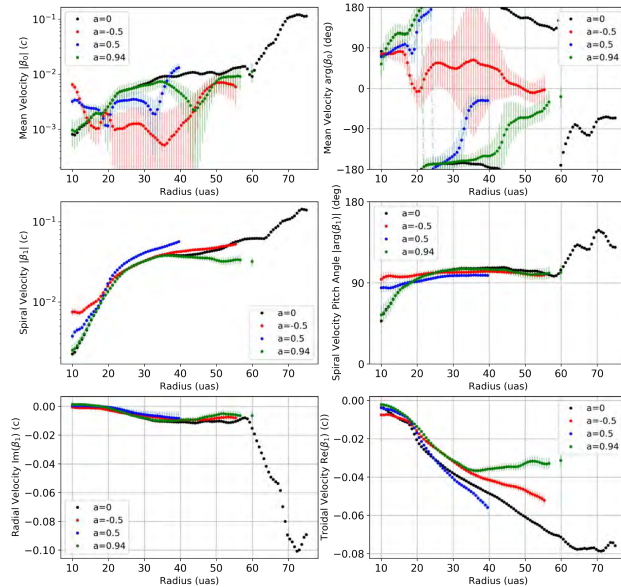 Mean Velocity |β₀| (c)
10⁻¹
10⁻²
10⁻³
a=0
a=-0.5
a=0.5
a=0.94
10 20 30 40 50 60 70
Radius (uas)
Mean Velocity arg(β₀) (deg)
180
90
0
−90
−180
a=0
a=-0.5
a=0.5
a=0.94
10 20 30 40 50 60 70
Radius (uas)
Spiral Velocity |β₁| (c)
10⁻¹
10⁻²
a=0
a=-0.5
a=0.5
a=0.94
10 20 30 40 50 60 70
Radius (uas)
Spiral Velocity Pitch Angle |arg(β₁)| (deg)
180
90
0
a=0
a=-0.5
a=0.5
a=0.94
10 20 30 40 50 60 70
Radius (uas)
Radial Velocity Im(β₁) (c)
0.00
−0.02
−0.04
−0.06
−0.08
−0.10
a=0
a=-0.5
a=0.5
a=0.94
10 20 30 40 50 60 70
Radius (uas)
Troidal Velocity Re(β₁) (c)
0.00
−0.02
−0.04
−0.06
−0.08
a=0
a=-0.5
a=0.5
a=0.94
10 20 30 40 50 60 70
Radius (uas)